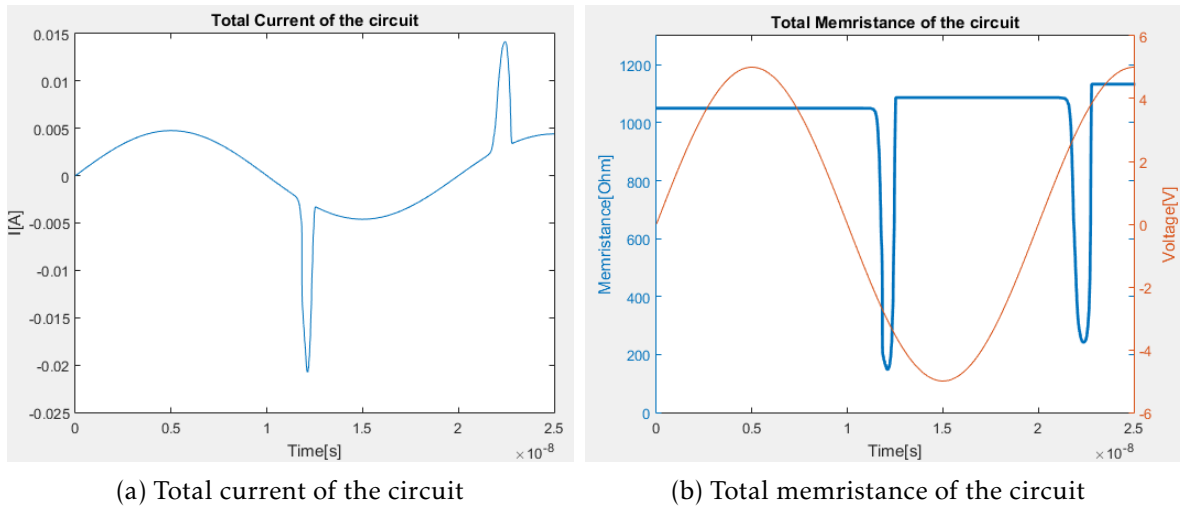 Total Current of the circuit
0.015
0.01
0.005
0
-0.005
-0.01
-0.015
-0.02
-0.025
I[A]
0 0.5 1 1.5 2 2.5
Time[s]
×10-8
(a) Total current of the circuit
Total Memristance of the circuit
1200
1000
800
600
400
200
0
Memristance[Ohm]
6
4
2
0
-2
-4
-6
Voltage[V]
0 0.5 1 1.5 2 2.5
Time[s]
×10-8
(b) Total memristance of the circuit